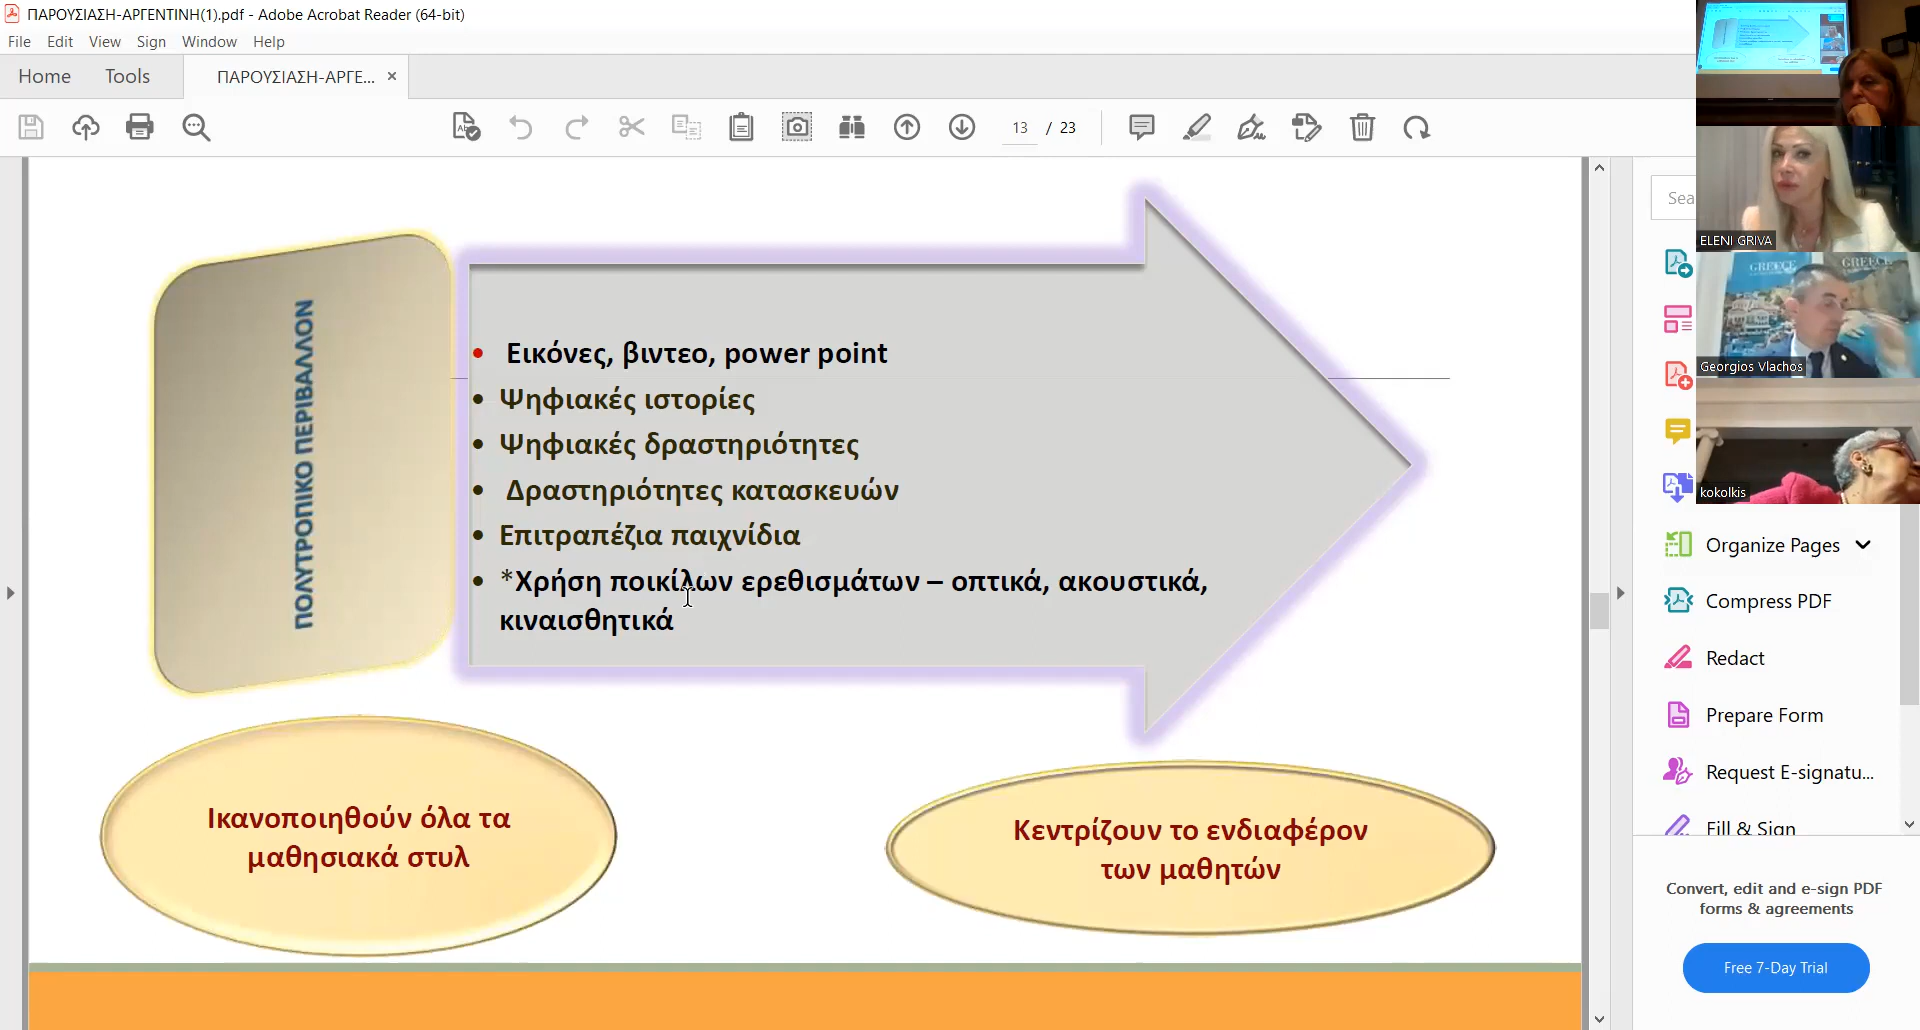 ΠΑΡΟΥΣΙΑΣΗ-ΑΡΓΕΝΤΙΝΗ(1).pdf - Adobe Acrobat Reader (64-bit)
File Edit View Sign Window Help
Home Tools ΠΑΡΟΥΣΙΑΣΗ-ΑΡΓΕ... ×
13 / 23
Sea
ΠΟΛΥΤΡΟΠΙΚΟ ΠΕΡΙΒΑΛΛΟΝ
• Εικόνες, βιντεο, power point
• Ψηφιακές ιστορίες
• Ψηφιακές δραστηριότητες
• Δραστηριότητες κατασκευών
• Επιτραπέζια παιχνίδια
• *Χρήση ποικίλων ερεθισμάτων – οπτικά, ακουστικά,
κιναισθητικά
Ικανοποιηθούν όλα τα
μαθησιακά στυλ
Κεντρίζουν το ενδιαφέρον
των μαθητών
ELENI GRIVA
GREECE
GREECE
Georgios Vlachos
kokolkis
Organize Pages
Compress PDF
Redact
Prepare Form
Request E-signatu...
Fill & Sign
Convert, edit and e-sign PDF
forms & agreements
Free 7-Day Trial